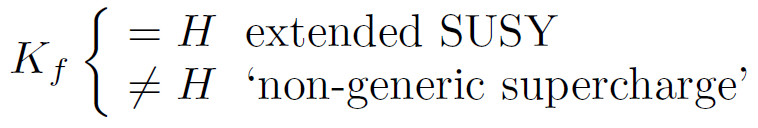 K_f { = H extended SUSY
≠ H ‘non-generic supercharge’